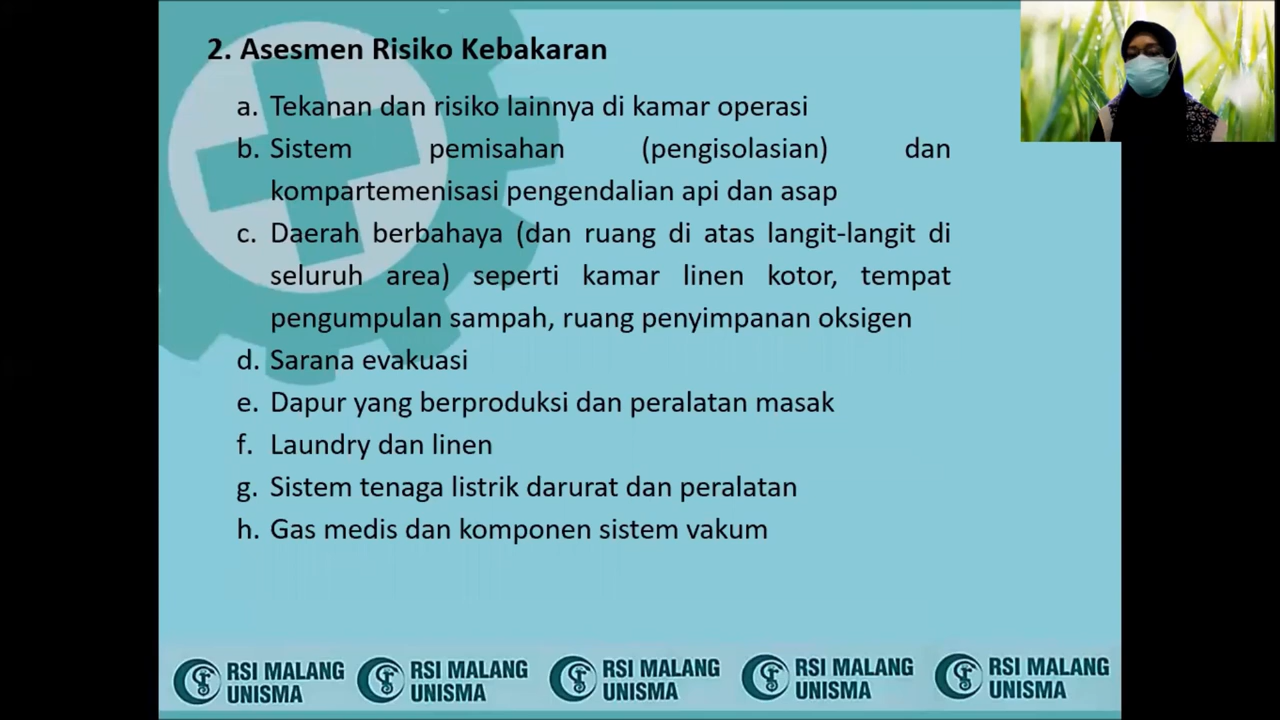 2. Asesmen Risiko Kebakaran
a. Tekanan dan risiko lainnya di kamar operasi
b. Sistem pemisahan (pengisolasian) dan
kompartemenisasi pengendalian api dan asap
c. Daerah berbahaya (dan ruang di atas langit-langit di
seluruh area) seperti kamar linen kotor, tempat
pengumpulan sampah, ruang penyimpanan oksigen
d. Sarana evakuasi
e. Dapur yang berproduksi dan peralatan masak
f. Laundry dan linen
g. Sistem tenaga listrik darurat dan peralatan
h. Gas medis dan komponen sistem vakum
RSI MALANG UNISMA
RSI MALANG UNISMA
RSI MALANG UNISMA
RSI MALANG UNISMA
RSI MALANG UNISMA